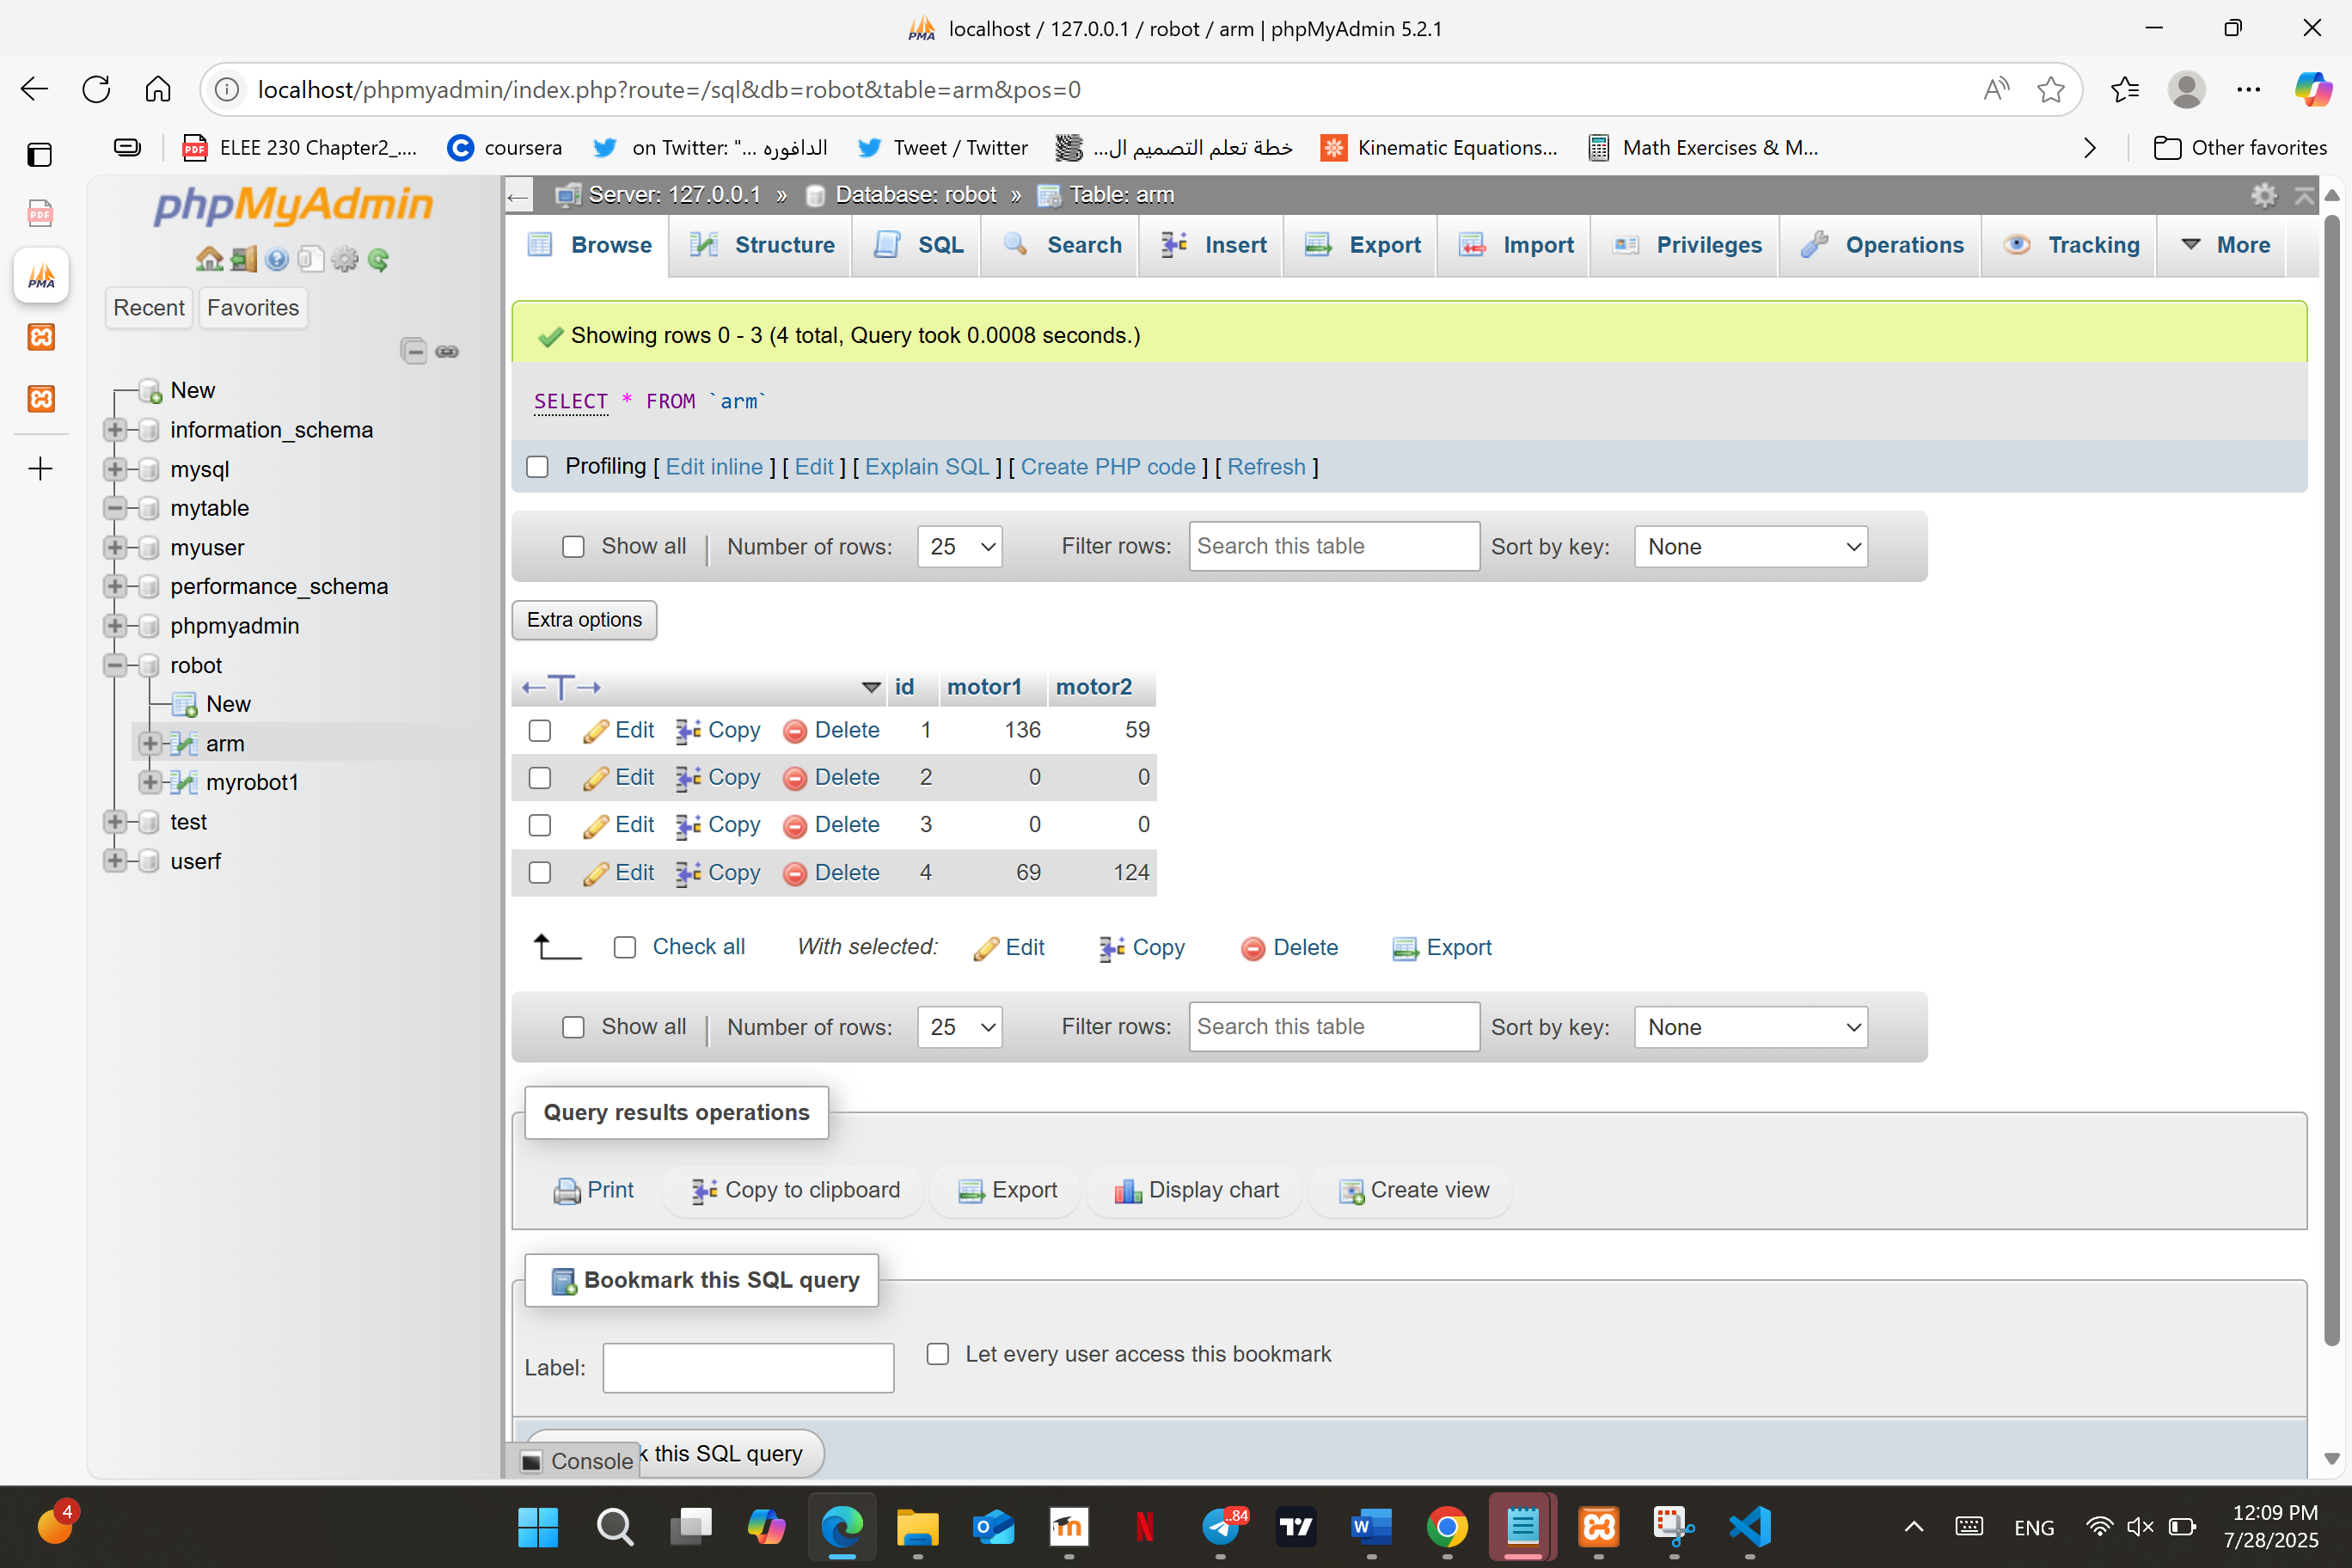 localhost / 127.0.0.1 / robot / arm | phpMyAdmin 5.2.1
localhost/phpmyadmin/index.php?route=/sql&db=robot&table=arm&pos=0
ELEE 230 Chapter2_....
coursera
on Twitter: "... الدافوره
Tweet / Twitter
خطة تعلم التصميم ال...
Kinematic Equations...
Math Exercises & M...
Other favorites
phpMyAdmin
Recent
Favorites
New
information_schema
mysql
mytable
myuser
performance_schema
phpmyadmin
robot
New
arm
myrobot1
test
userf
Server: 127.0.0.1 » Database: robot » Table: arm
Browse Structure SQL Search Insert Export Import Privileges Operations Tracking More
Showing rows 0 - 3 (4 total, Query took 0.0008 seconds.)
SELECT * FROM `arm`
Profiling [ Edit inline ] [ Edit ] [ Explain SQL ] [ Create PHP code ] [ Refresh ]
Show all | Number of rows: 25 Filter rows: Search this table Sort by key: None
Extra options
id motor1 motor2
Edit Copy Delete 1 136 59
Edit Copy Delete 2 0 0
Edit Copy Delete 3 0 0
Edit Copy Delete 4 69 124
Check all With selected: Edit Copy Delete Export
Show all | Number of rows: 25 Filter rows: Search this table Sort by key: None
Query results operations
Print Copy to clipboard Export Display chart Create view
Bookmark this SQL query
Label: Let every user access this bookmark
Console k this SQL query
4
..84
ENG
12:09 PM
7/28/2025